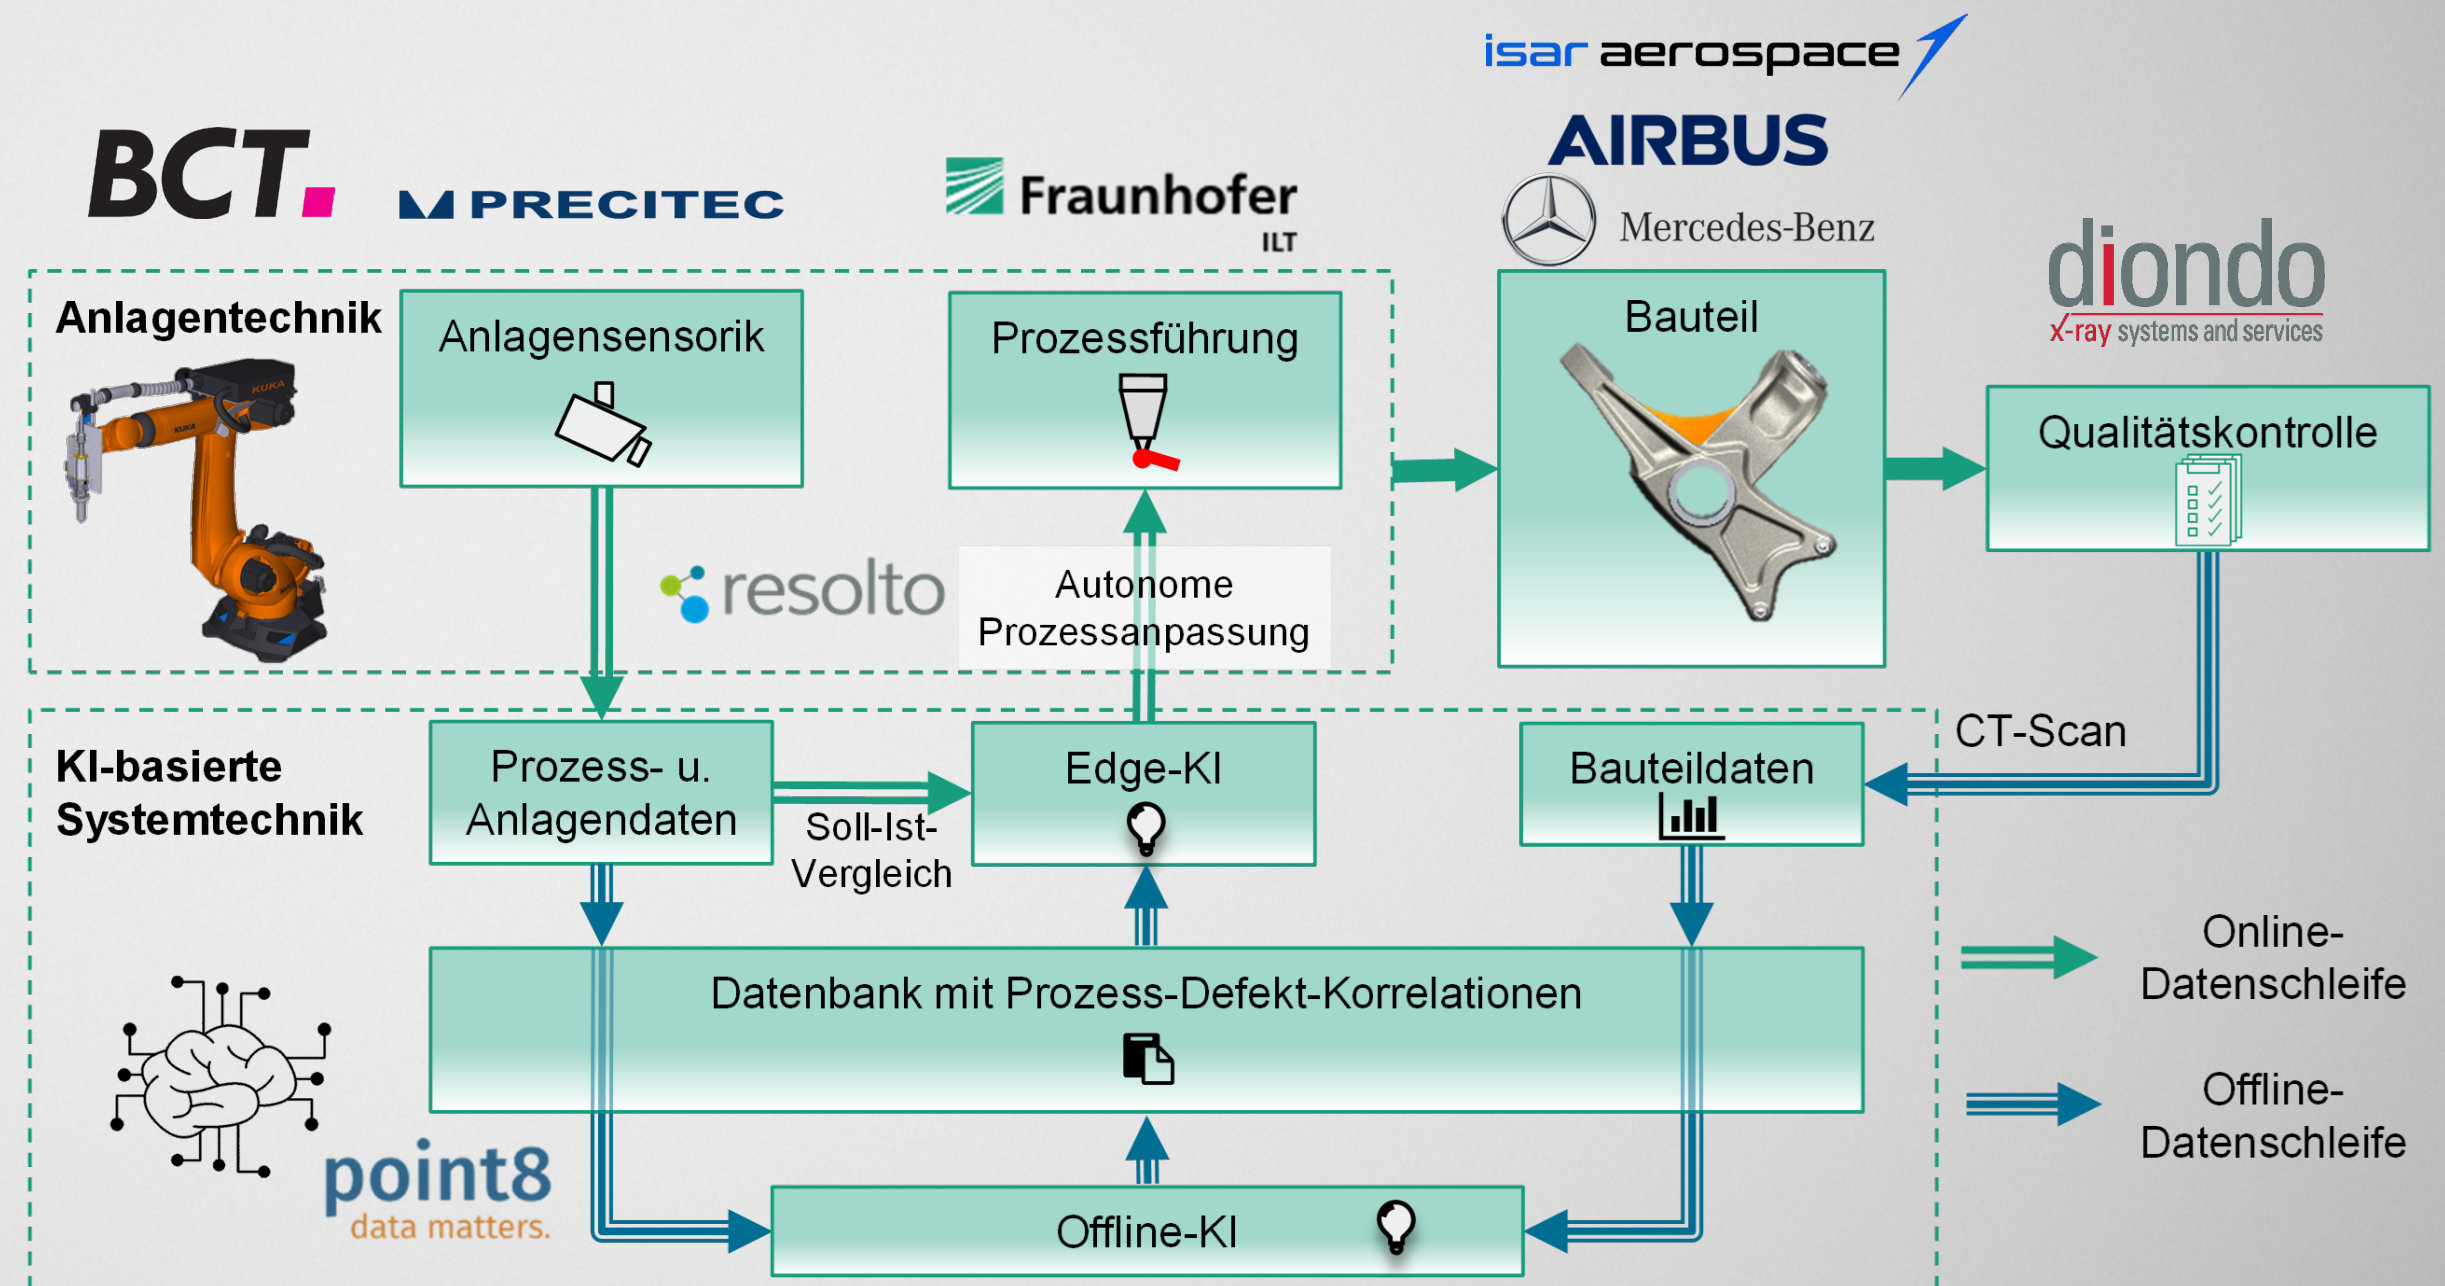 isar aerospace
AIRBUS
Mercedes-Benz
BCT.
PRECITEC
Fraunhofer
ILT
diondo
x-ray systems and services
Anlagentechnik
KUKA
KUKA
Anlagensensorik
Prozessführung
Bauteil
Qualitätskontrolle
resolto
Autonome
Prozessanpassung
KI-basierte
Systemtechnik
Prozess- u.
Anlagendaten
Soll-Ist-
Vergleich
Edge-KI
Bauteildaten
CT-Scan
Datenbank mit Prozess-Defekt-Korrelationen
Online-
Datenschleife
Offline-
Datenschleife
point8
data matters.
Offline-KI